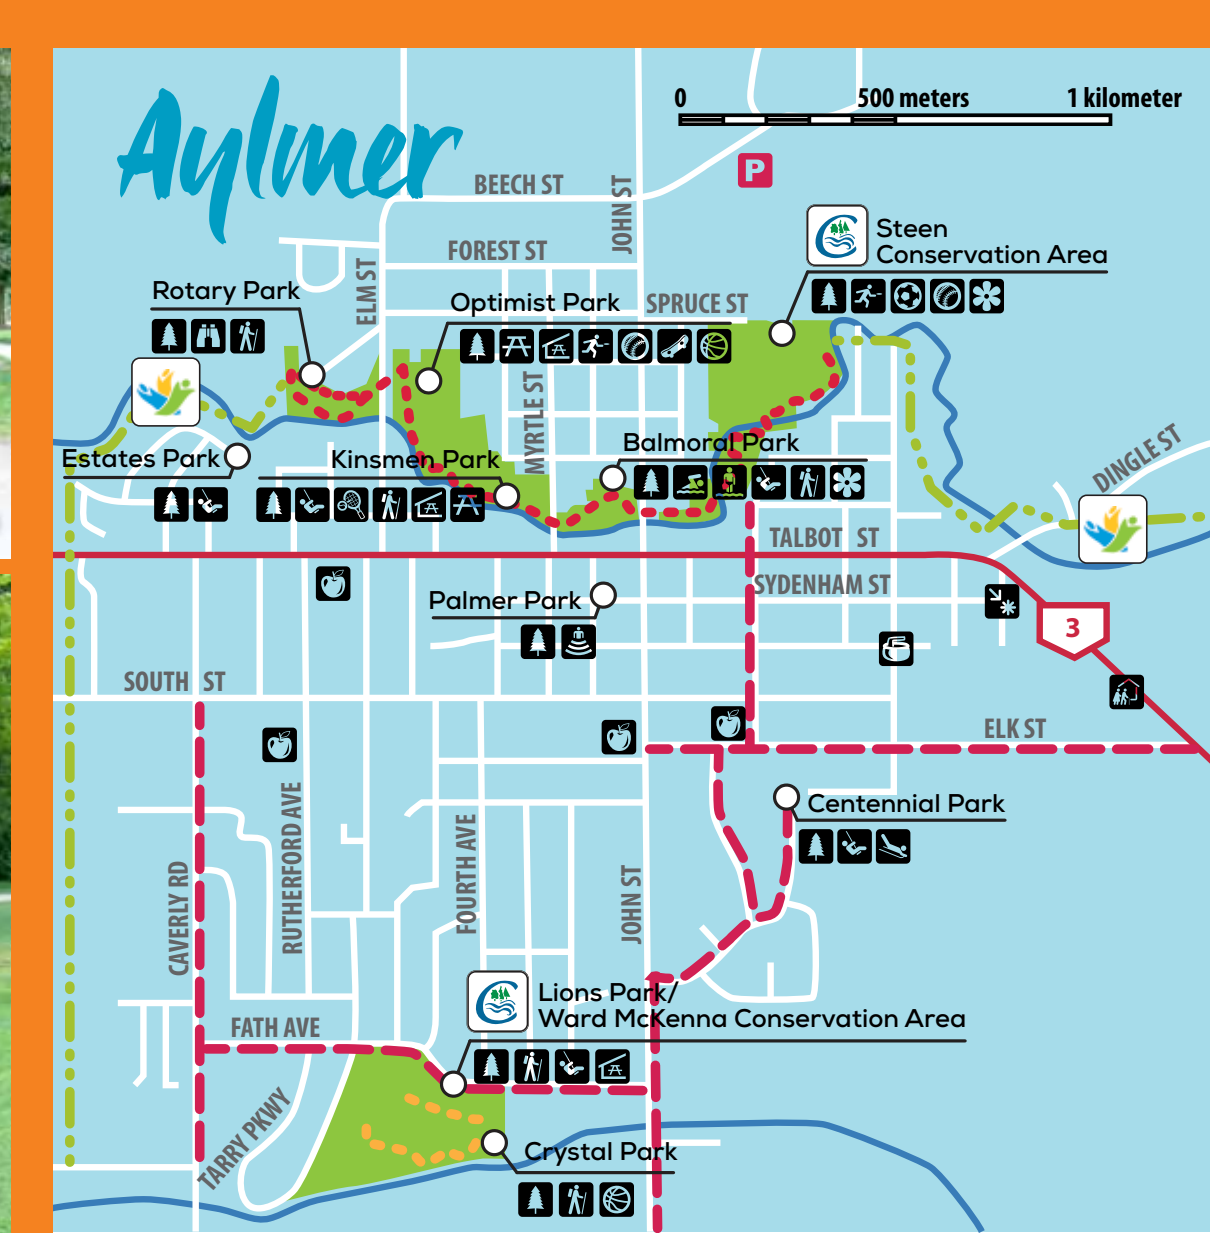 Aylmer
0 500 meters 1 kilometer
P
BEECH ST
JOHN ST
FOREST ST
ELM ST
Steen
Conservation Area
Rotary Park
Optimist Park
SPRUCE ST
MYRTLE ST
Balmoral Park
Estates Park
Kinsmen Park
DINGLE ST
TALBOT ST
SYDENHAM ST
Palmer Park
3
SOUTH ST
ELK ST
RUTHERFORD AVE
Centennial Park
FOURTH AVE
CAVERLY RD
JOHN ST
Lions Park/
Ward McKenna Conservation Area
FATH AVE
TARRY PKWY
Crystal Park